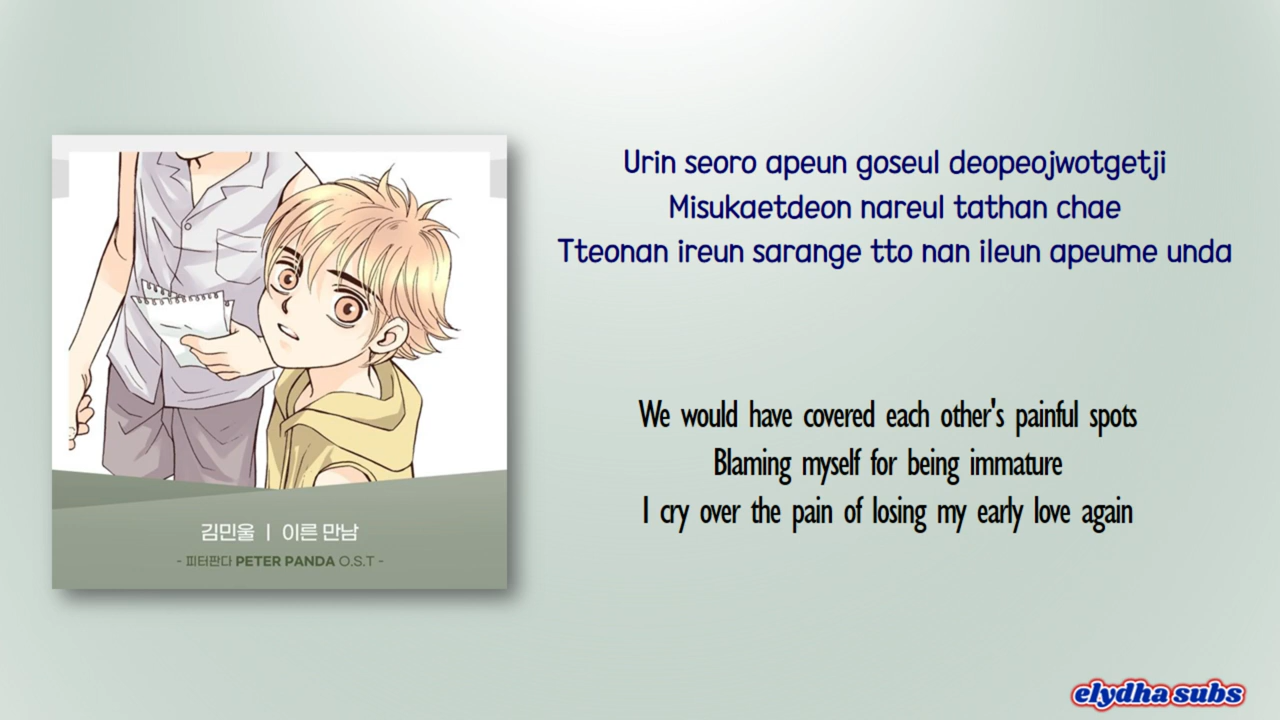 Urin seoro apeun goseul deopeojwotgetji
Misukaetdeon nareul tathan chae
Tteonan ireun sarange tto nan ileun apeume unda
We would have covered each other's painful spots
Blaming myself for being immature
I cry over the pain of losing my early love again
김민울 | 이른 만남
- 피터판다 PETER PANDA O.S.T -
elydha subs